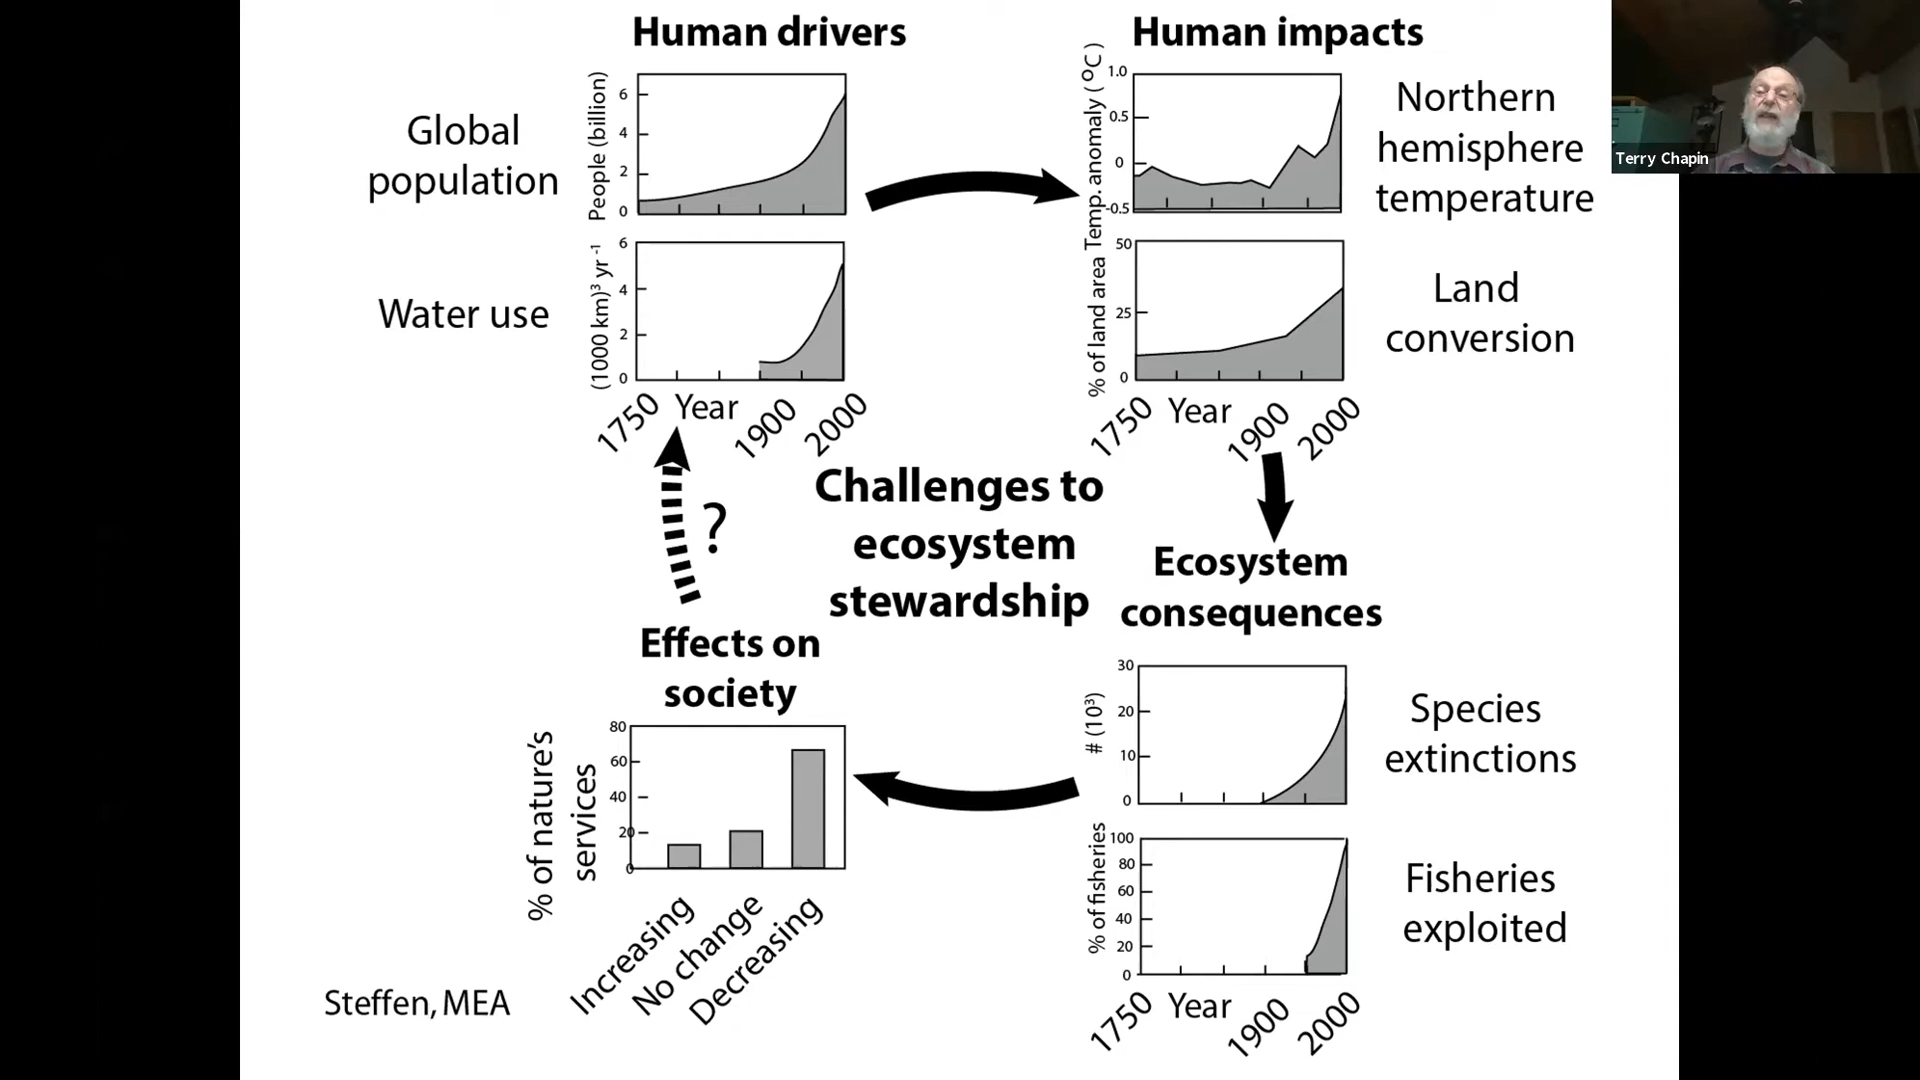 Human drivers
Human impacts
Global
population
People (billion)
6
4
2
0
Temp. anomaly (°C)
1.0
0.5
0
-0.5
Northern
hemisphere
temperature
Terry Chapin
Water use
(1000 km)³ yr -1
6
4
2
0
1750 Year 1900 2000
% of land area
50
25
0
Land
conversion
1750 Year 1900 2000
?
Challenges to
ecosystem
stewardship
Ecosystem
consequences
Effects on
society
% of nature's
services
80
60
40
20
0
Increasing
No change
Decreasing
# (10³)
30
20
10
0
Species
extinctions
% of fisheries
100
80
60
40
20
0
Fisheries
exploited
1750 Year 1900 2000
Steffen, MEA